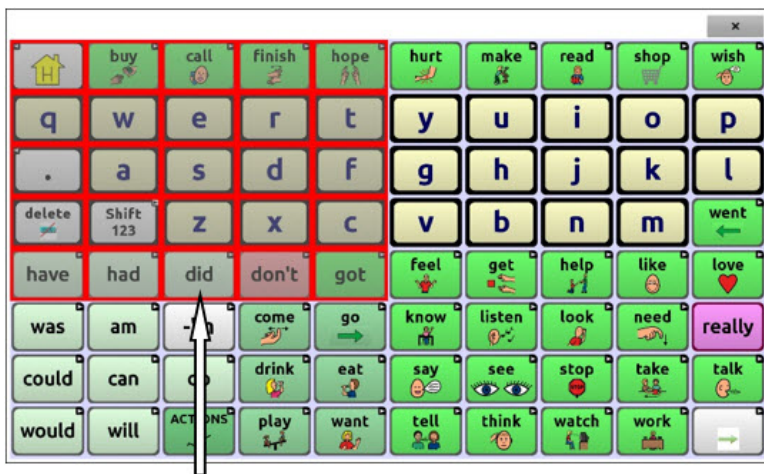 ×
buy call finish hope hurt make read shop wish
q w e r t y u i o p
. a s d f g h j k l
delete Shift 123 z x c v b n m went
have had did don't got feel get help like love
was am come go know listen look need really
could can drink eat say see stop take talk
would will play want tell think watch work